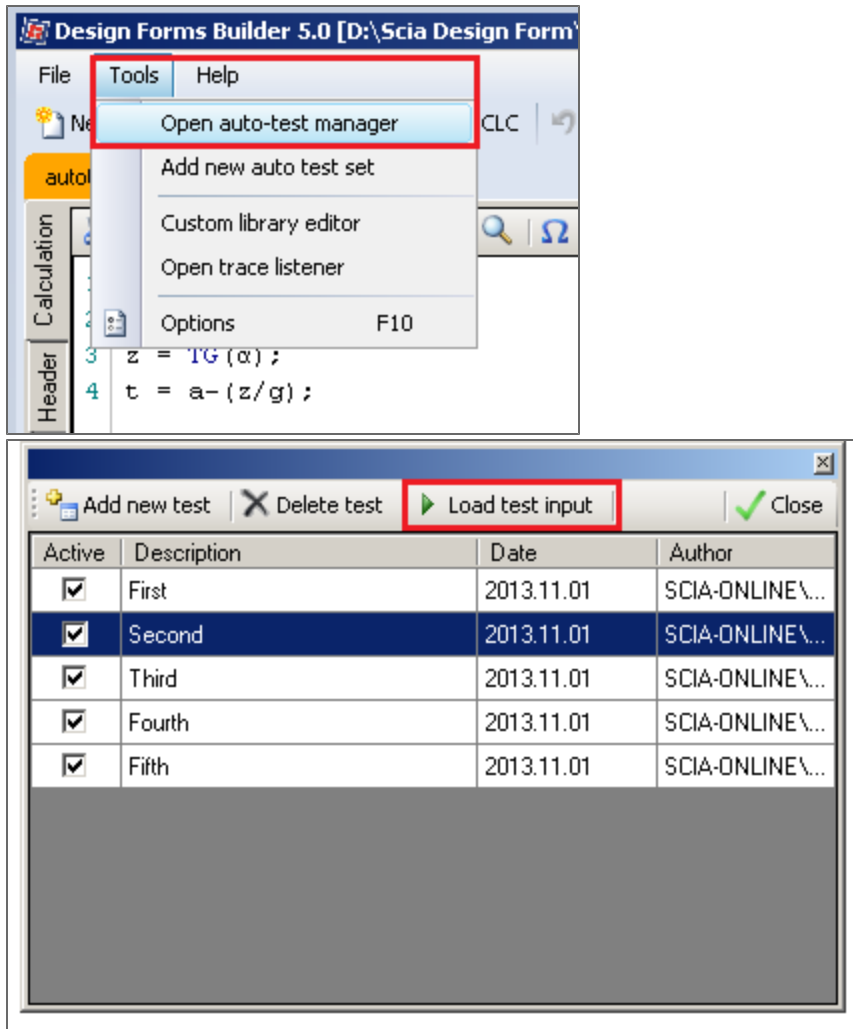 Design Forms Builder 5.0 [D:\Scia Design Form\
File Tools Help
Open auto-test manager CLC
Add new auto test set
Custom library editor
Open trace listener
Options F10
Calculation
Header
3 z = TG(α);
4 t = a-(z/g);
Add new test Delete test Load test input Close
Active Description Date Author
First 2013.11.01 SCIA-ONLINE\...
Second 2013.11.01 SCIA-ONLINE\...
Third 2013.11.01 SCIA-ONLINE\...
Fourth 2013.11.01 SCIA-ONLINE\...
Fifth 2013.11.01 SCIA-ONLINE\...